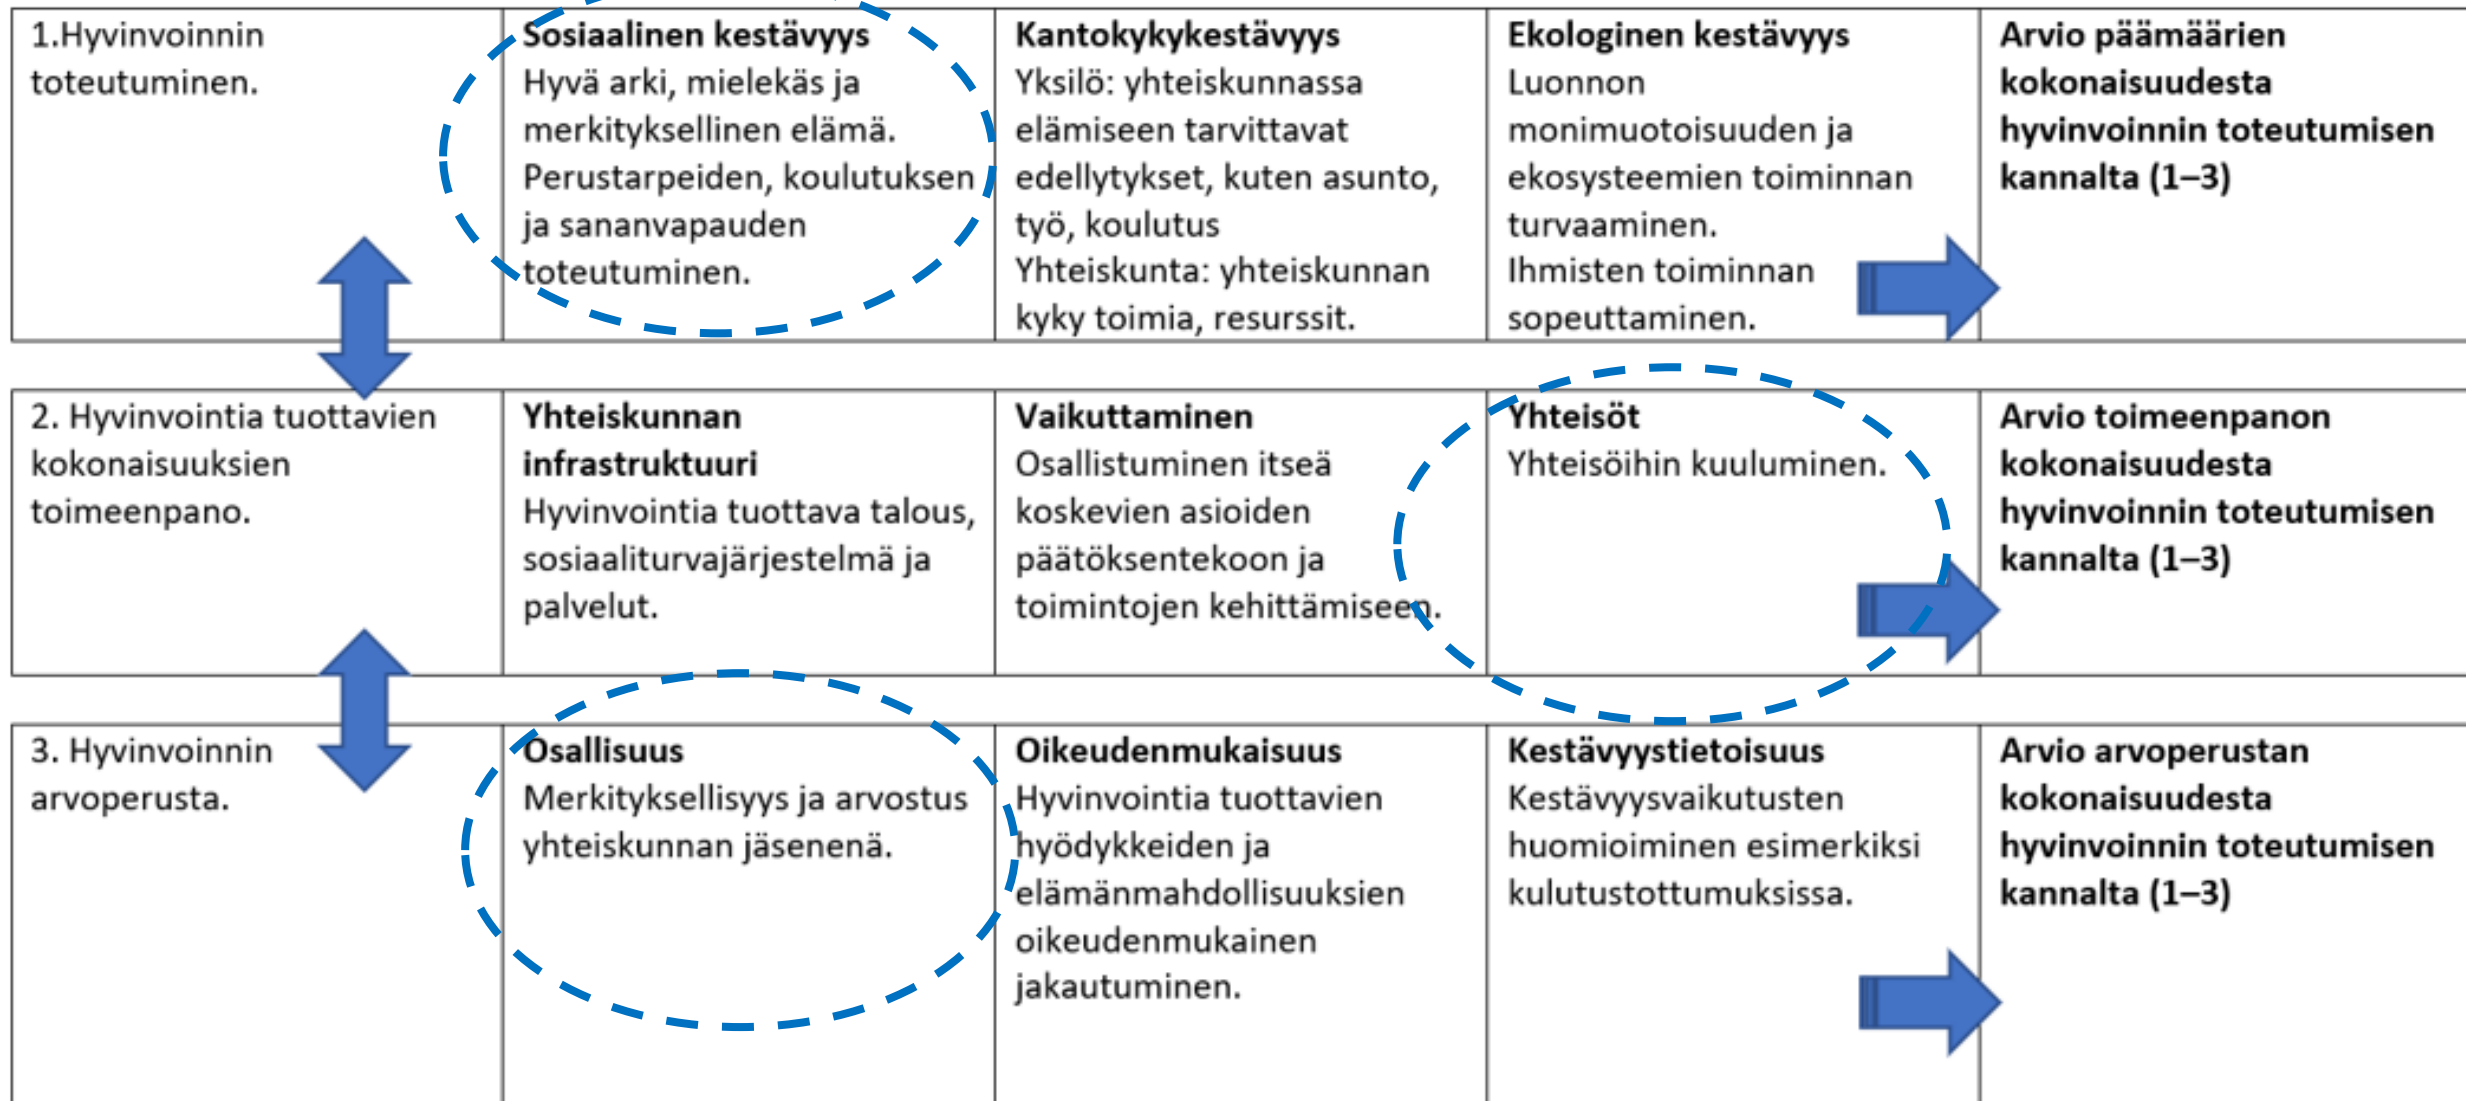 1.Hyvinvoinnin
toteutuminen.
Sosiaalinen kestävyys
Hyvä arki, mielekäs ja
merkityksellinen elämä.
Perustarpeiden, koulutuksen
ja sananvapauden
toteutuminen.
Kantokykykestävyys
Yksilö: yhteiskunnassa
elämiseen tarvittavat
edellytykset, kuten asunto,
työ, koulutus
Yhteiskunta: yhteiskunnan
kyky toimia, resurssit.
Ekologinen kestävyys
Luonnon
monimuotoisuuden ja
ekosysteemien toiminnan
turvaaminen.
Ihmisten toiminnan
sopeuttaminen.
Arvio päämäärien
kokonaisuudesta
hyvinvoinnin toteutumisen
kannalta (1–3)
2. Hyvinvointia tuottavien
kokonaisuuksien
toimeenpano.
Yhteiskunnan
infrastruktuuri
Hyvinvointia tuottava talous,
sosiaaliturvajärjestelmä ja
palvelut.
Vaikuttaminen
Osallistuminen itseä
koskevien asioiden
päätöksentekoon ja
toimintojen kehittämiseen.
Yhteisöt
Yhteisöihin kuuluminen.
Arvio toimeenpanon
kokonaisuudesta
hyvinvoinnin toteutumisen
kannalta (1–3)
3. Hyvinvoinnin
arvoperusta.
Osallisuus
Merkityksellisyys ja arvostus
yhteiskunnan jäsenenä.
Oikeudenmukaisuus
Hyvinvointia tuottavien
hyödykkeiden ja
elämänmahdollisuuksien
oikeudenmukainen
jakautuminen.
Kestävyystietoisuus
Kestävyysvaikutusten
huomioiminen esimerkiksi
kulutustottumuksissa.
Arvio arvoperustan
kokonaisuudesta
hyvinvoinnin toteutumisen
kannalta (1–3)